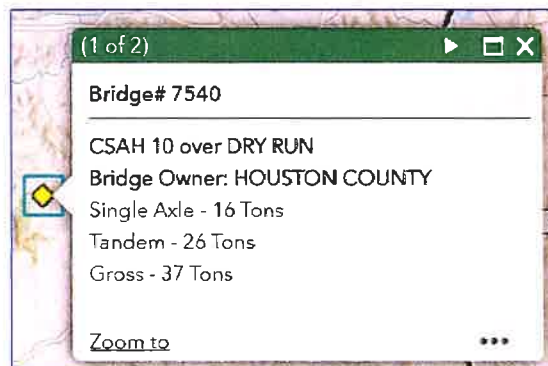 (1 of 2)
Bridge# 7540
CSAH 10 over DRY RUN
Bridge Owner: HOUSTON COUNTY
Single Axle - 16 Tons
Tandem - 26 Tons
Gross - 37 Tons
Zoom to